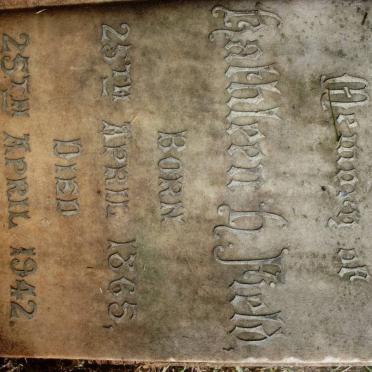 Memory of
Kathleen D. Field,
Born
25th April 1865,
Died
25th April 1942.